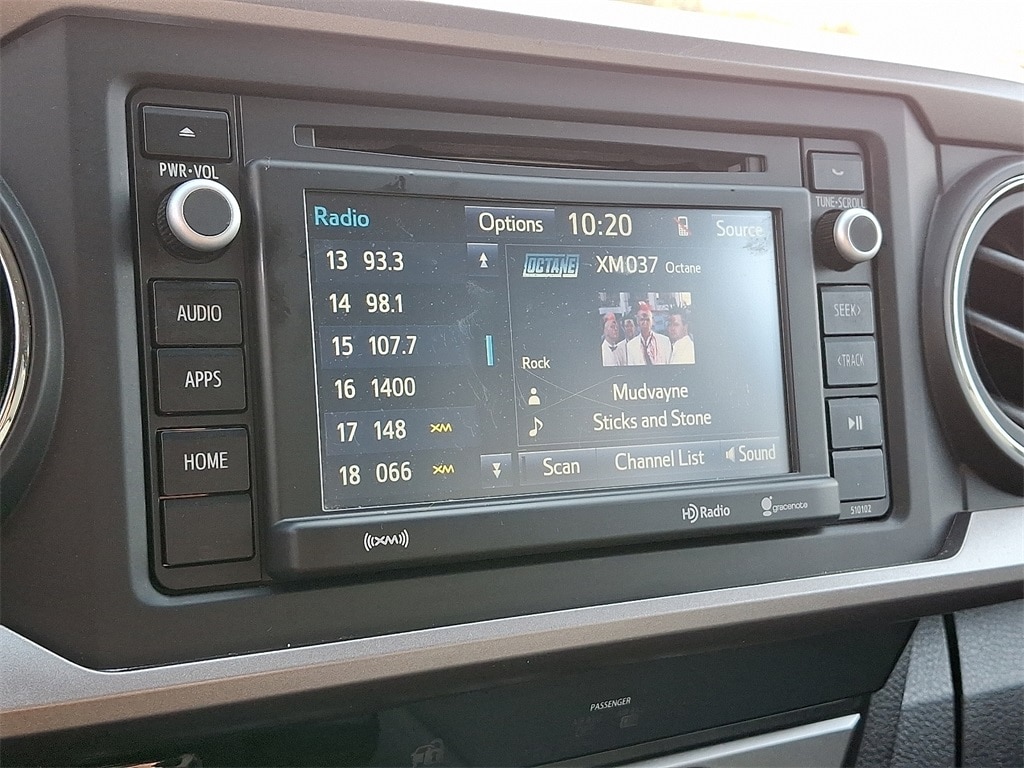 PWR•VOL
TUNE•SCROLL
AUDIO
APPS
HOME
Radio
Options
10:20
Source
13 93.3
14 98.1
15 107.7
16 1400
17 148 XM
18 066 XM
OCTANE
XM037 Octane
Rock
Mudvayne
Sticks and Stone
Scan
Channel List
Sound
SEEK>
<TRACK
510102
((XM))
HD Radio
gracenote
PASSENGER